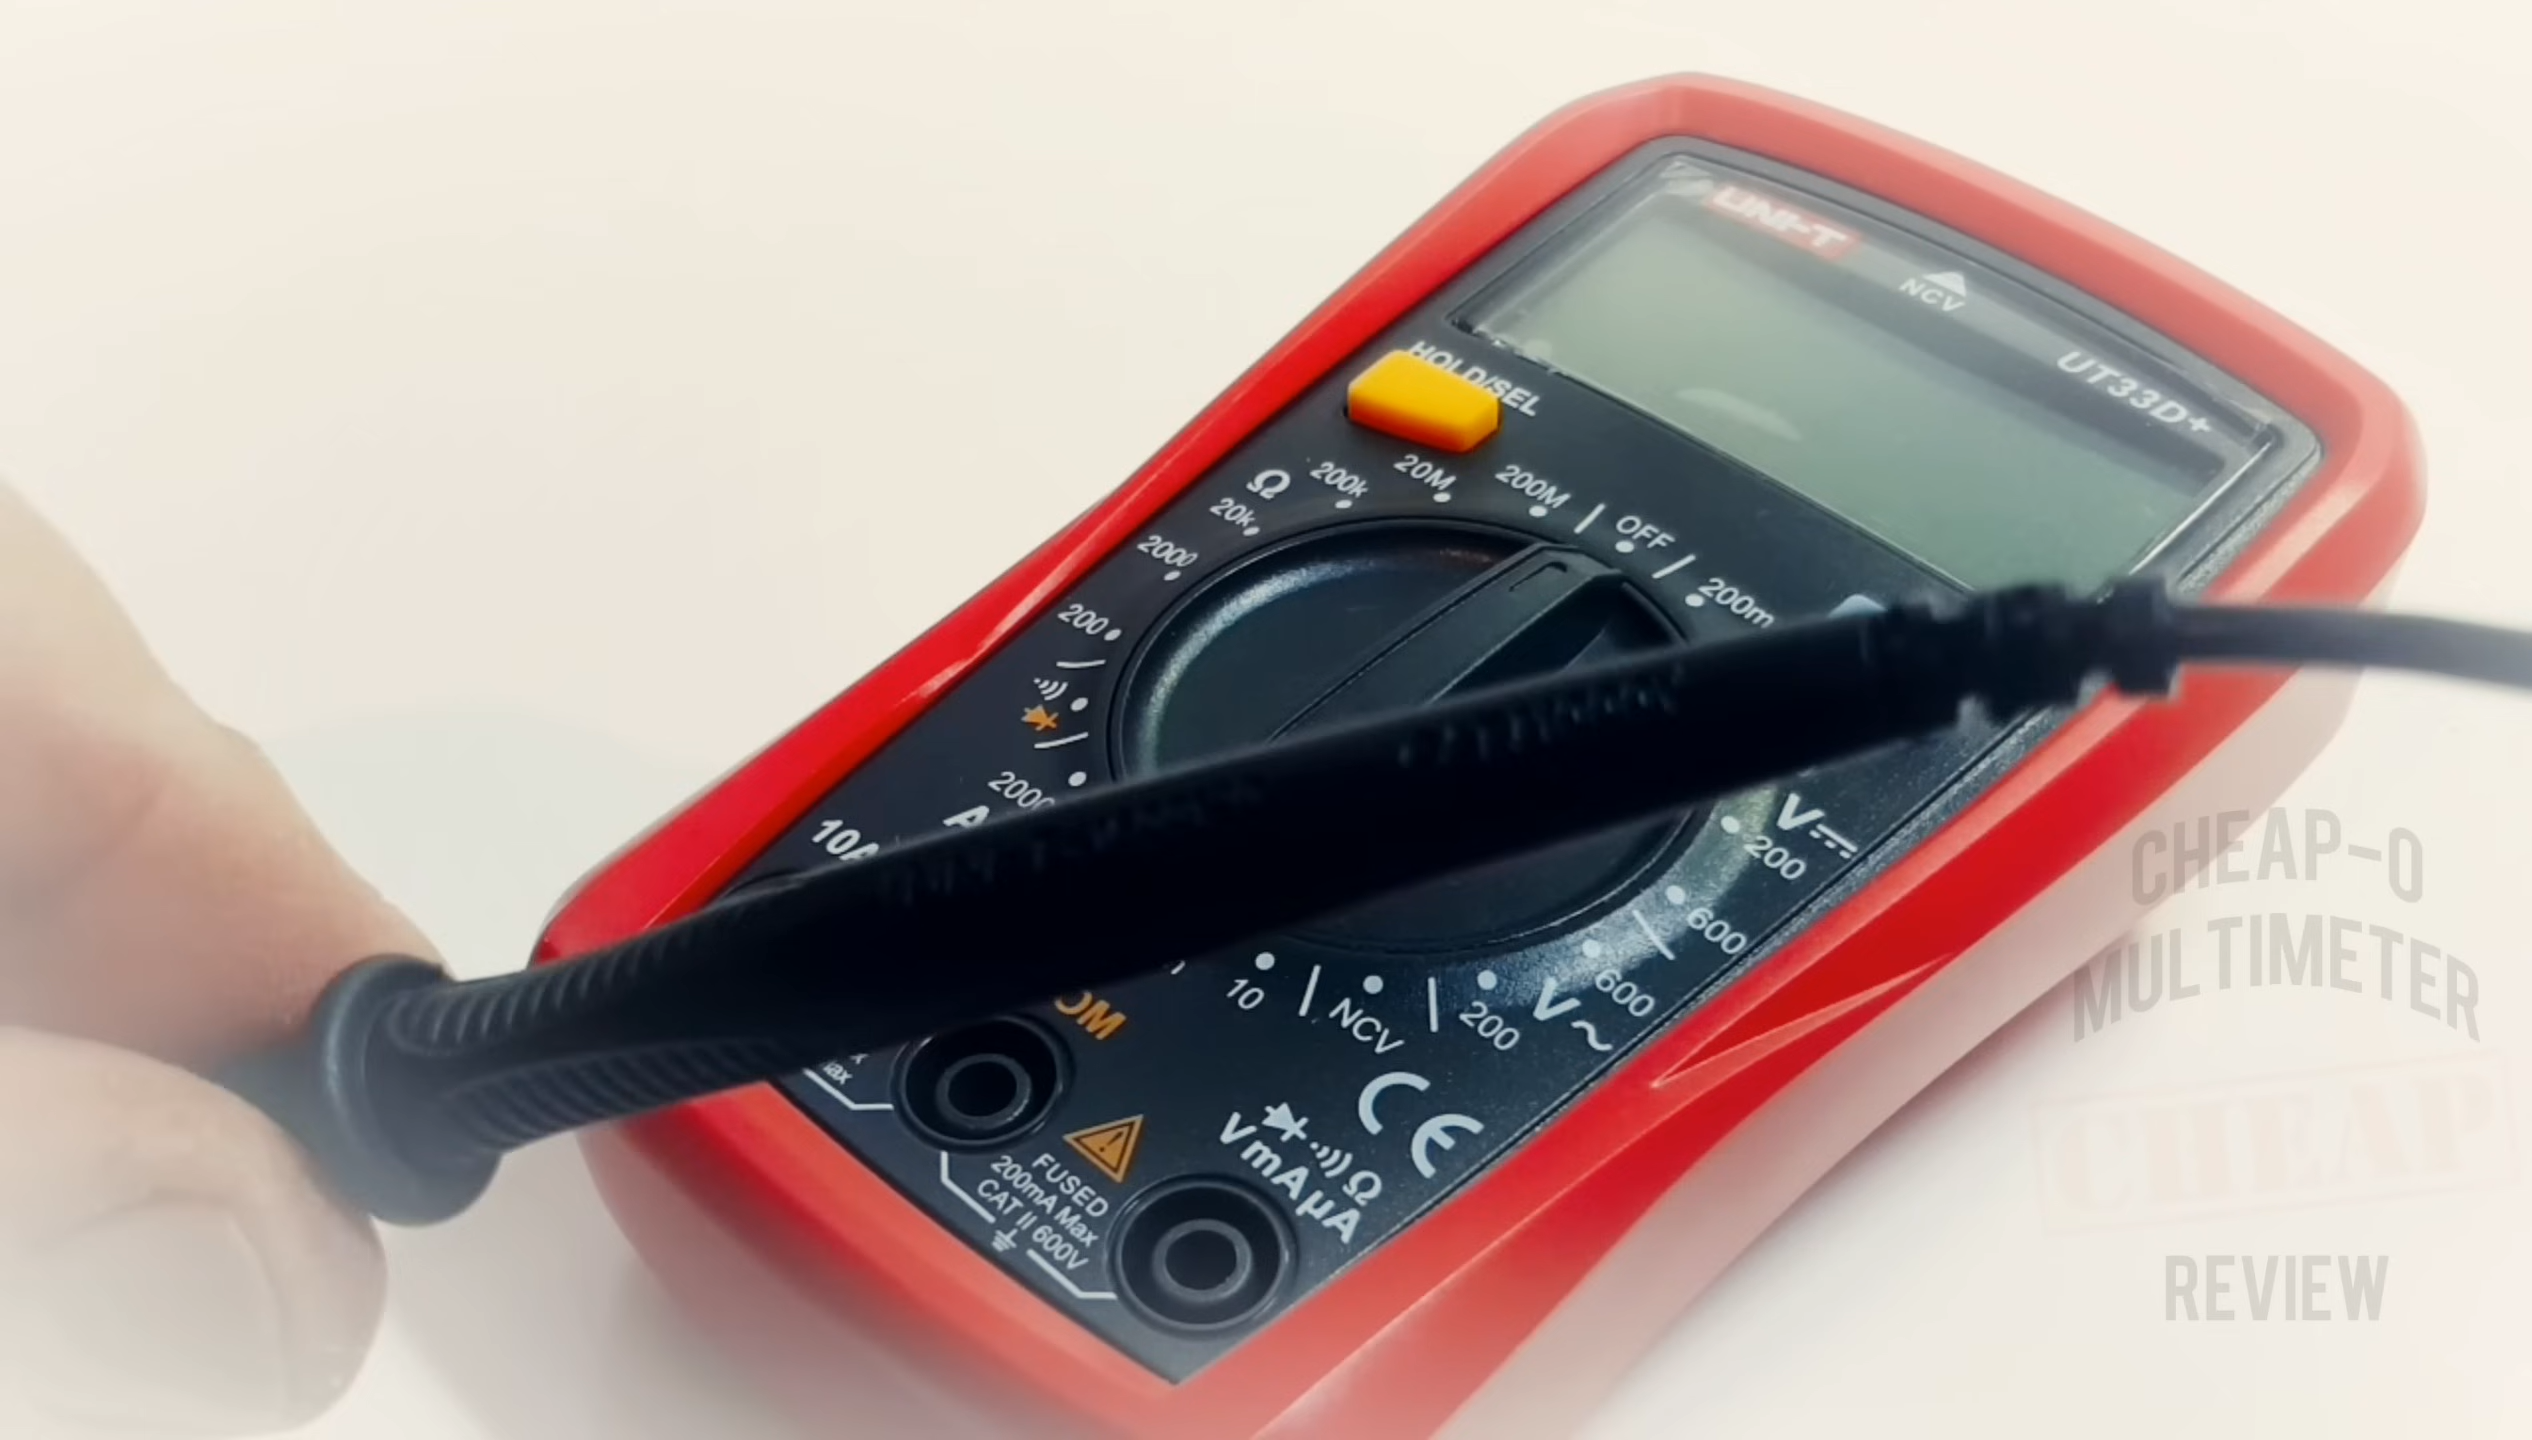 UNI-T
NCV
UT33D+
HOLD/SEL
Ω
200k
20M
200M
OFF
20k
2000
200m
200
2000
10A
V
200
600
600
V~
200
NCV
10
CE
Ω
VmAμA
FUSED
200mA Max
CAT II 600V
CHEAP-O
MULTIMETER
CHEAP
REVIEW